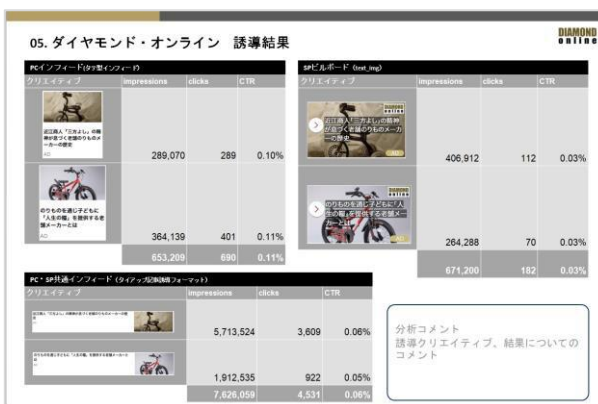 05. ダイヤモンド・オンライン 誘導結果
DIAMOND
online
PCインフィード(タテ型インフィード)
クリエイティブ impressions clicks CTR
近江商人「三方よし」の精神
が息づく老舗のりものメーカーの歴史
AD
289,070 289 0.10%
のりものを通じ子どもに
「人生の糧」を提供する老
舗メーカーとは
AD
364,139 401 0.11%
653,209 690 0.11%
SPビルボード (text_img)
クリエイティブ impressions clicks CTR
DIAMOND
online
近江商人「三方よし」の精神
が息づく老舗のりものメーカ
ーの歴史
AD
406,912 112 0.03%
DIAMOND
online
のりものを通じ子どもに「人
生の糧」を提供する老舗メー
カーとは
AD
264,288 70 0.03%
671,200 182 0.03%
PC・SP共通インフィード (タイアップ記事誘導フォーマット)
クリエイティブ impressions clicks CTR
5,713,524 3,609 0.06%
1,912,535 922 0.05%
7,626,059 4,531 0.06%
分析コメント
誘導クリエイティブ、結果についての
コメント